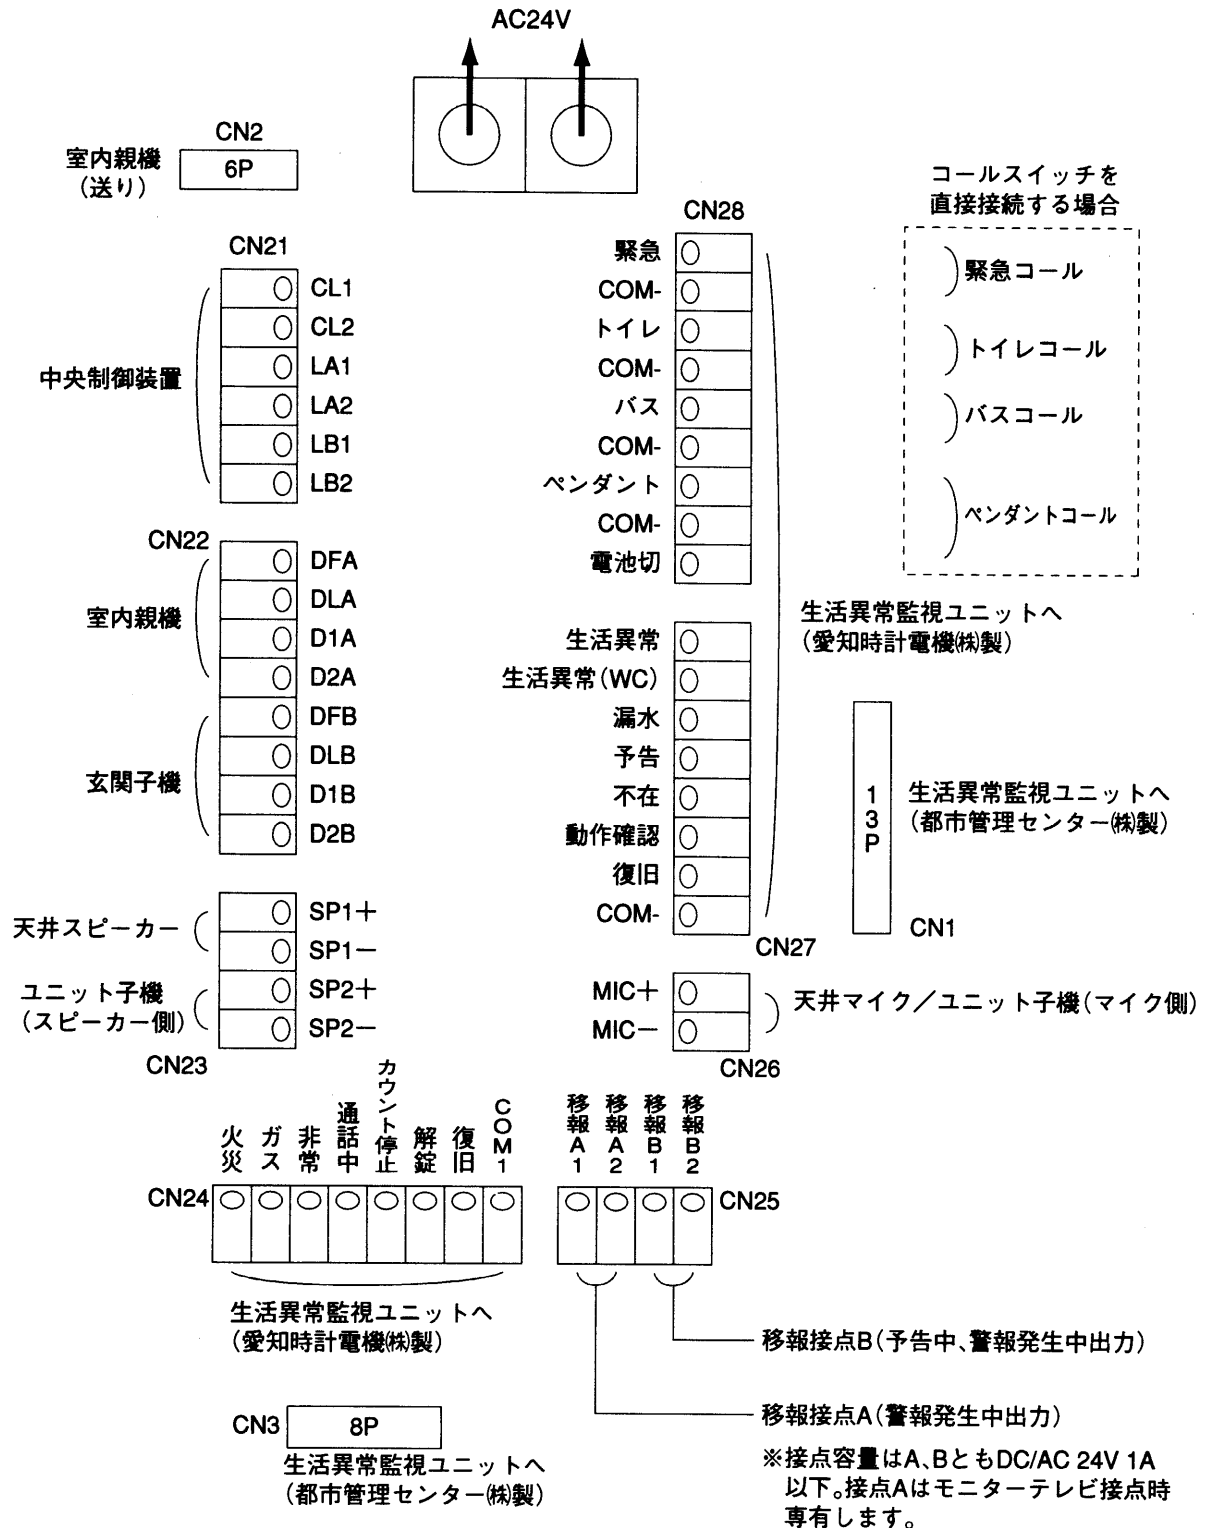 AC24V
CN2
室内親機
(送り)
6P
CN21
中央制御装置
CL1
CL2
LA1
LA2
LB1
LB2
CN22
室内親機
DFA
DLA
D1A
D2A
玄関子機
DFB
DLB
D1B
D2B
天井スピーカー
SP1+
SP1−
ユニット子機
(スピーカー側)
SP2+
SP2−
CN23
CN28
緊急
COM-
トイレ
COM-
バス
COM-
ペンダント
COM-
電池切
コールスイッチを
直接接続する場合
緊急コール
トイレコール
バスコール
ペンダントコール
生活異常監視ユニットへ
(愛知時計電機㈱製)
生活異常
生活異常(WC)
漏水
予告
不在
動作確認
復旧
COM-
CN27
13P
生活異常監視ユニットへ
(都市管理センター㈱製)
CN1
MIC+
MIC−
天井マイク/ユニット子機(マイク側)
CN26
CN24
火災
ガス
非常
通話中
カウント停止
解錠
復旧
COM1
生活異常監視ユニットへ
(愛知時計電機㈱製)
移報A1
移報A2
移報B1
移報B2
CN25
移報接点B(予告中、警報発生中出力)
移報接点A(警報発生中出力)
※接点容量はA、BともDC/AC 24V 1A
以下。接点Aはモニターテレビ接点時
専有します。
CN3
8P
生活異常監視ユニットへ
(都市管理センター㈱製)